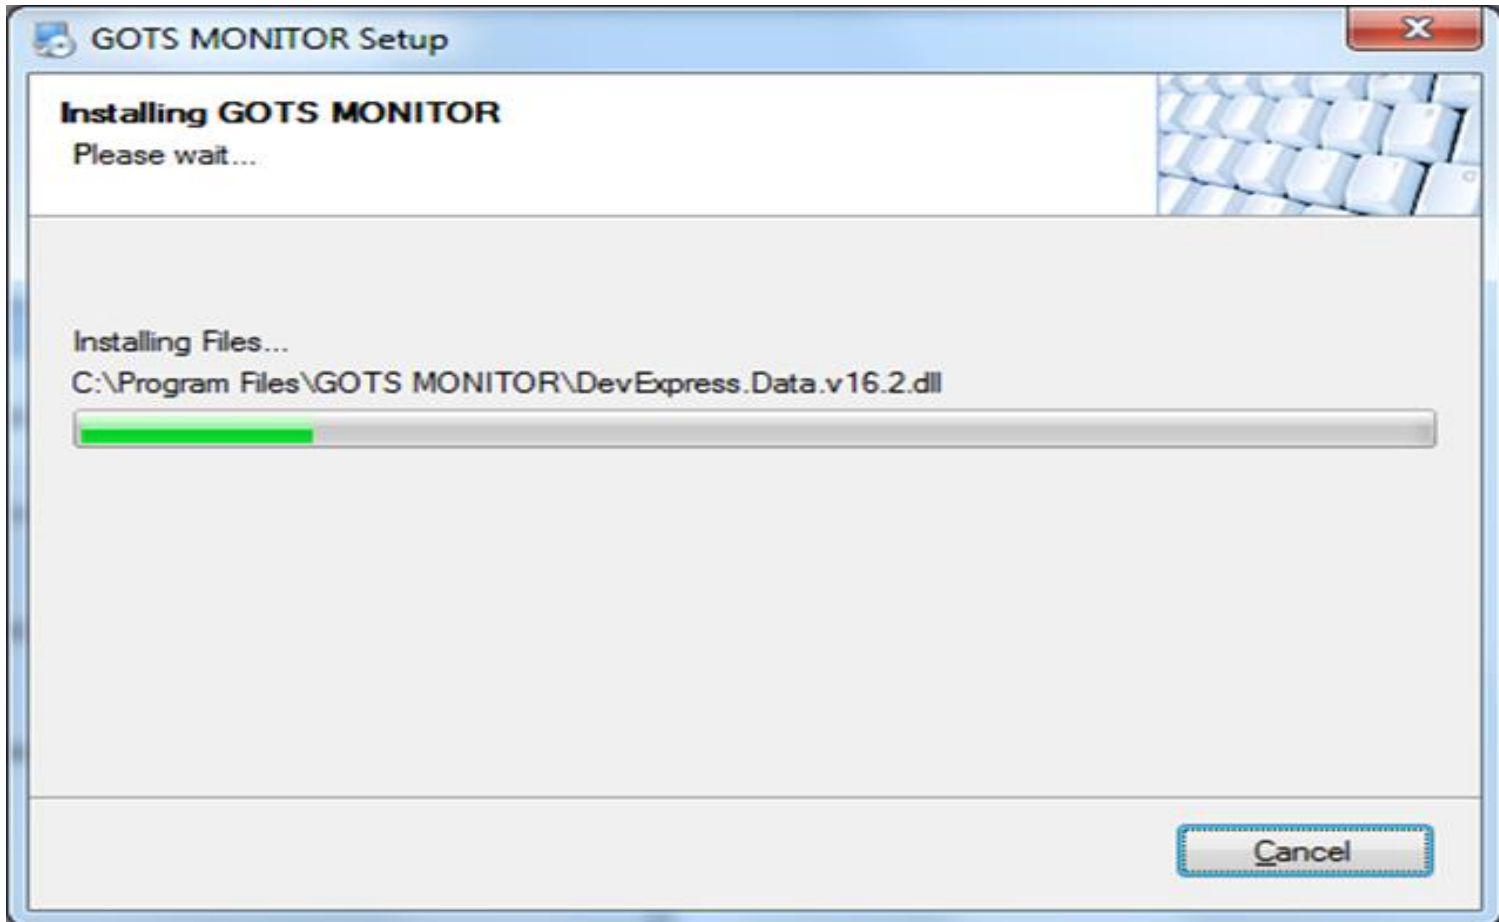 GOTS MONITOR Setup
Installing GOTS MONITOR
Please wait...
Installing Files...
C:\Program Files\GOTS MONITOR\DevExpress.Data.v16.2.dll
Cancel